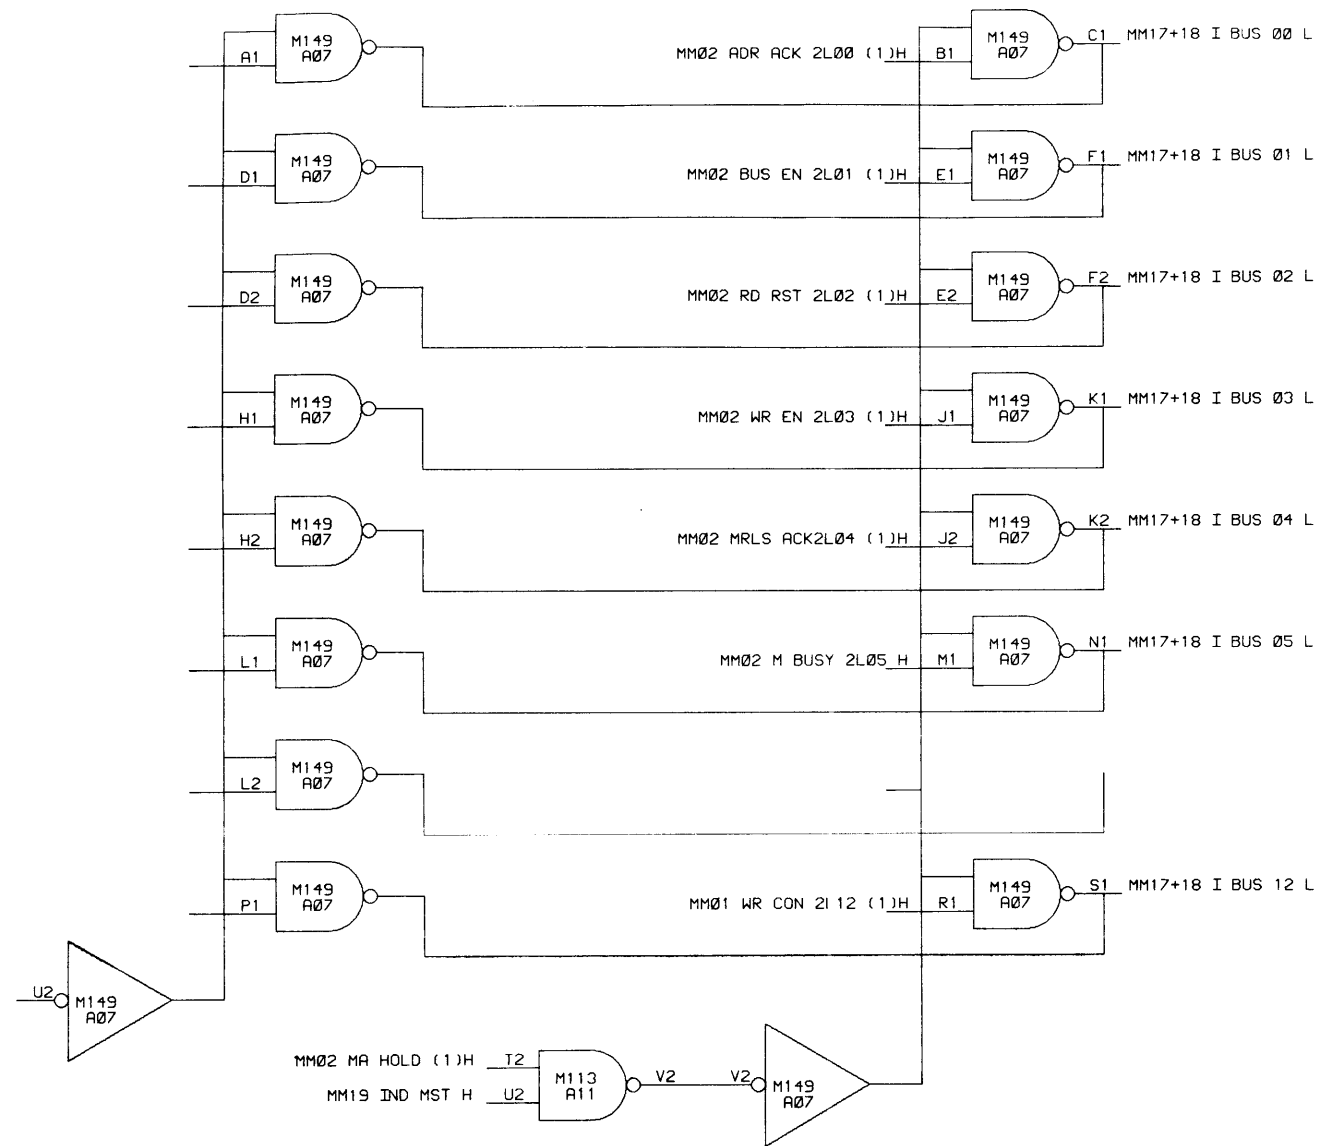 M149
A07
A1
MM02 ADR ACK 2L00 (1)H
B1
M149
A07
C1
MM17+18 I BUS 00 L
M149
A07
D1
MM02 BUS EN 2L01 (1)H
E1
M149
A07
F1
MM17+18 I BUS 01 L
M149
A07
D2
MM02 RD RST 2L02 (1)H
E2
M149
A07
F2
MM17+18 I BUS 02 L
M149
A07
H1
MM02 WR EN 2L03 (1)H
J1
M149
A07
K1
MM17+18 I BUS 03 L
M149
A07
H2
MM02 MRLS ACK2L04 (1)H
J2
M149
A07
K2
MM17+18 I BUS 04 L
M149
A07
L1
MM02 M BUSY 2L05 H
M1
M149
A07
N1
MM17+18 I BUS 05 L
M149
A07
L2
M149
A07
P1
MM01 WR CON 2L12 (1)H
R1
M149
A07
S1
MM17+18 I BUS 12 L
U2
M149
A07
MM02 MA HOLD (1)H
T2
MM19 IND MST H
U2
M113
A11
V2
V2
M149
A07